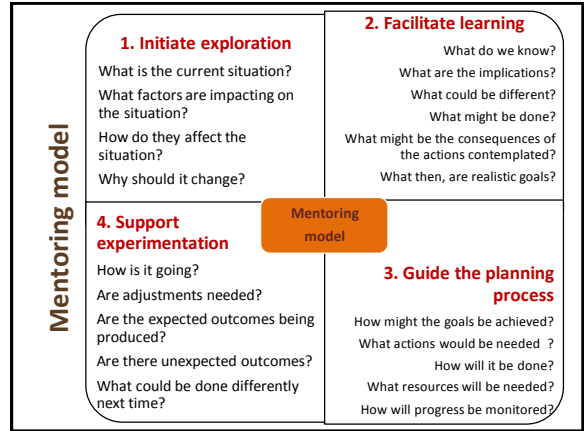 Mentoring model
1. Initiate exploration
What is the current situation?
What factors are impacting on
the situation?
How do they affect the
situation?
Why should it change?
2. Facilitate learning
What do we know?
What are the implications?
What could be different?
What might be done?
What might be the consequences of
the actions contemplated?
What then, are realistic goals?
Mentoring
model
4. Support
experimentation
How is it going?
Are adjustments needed?
Are the expected outcomes being
produced?
Are there unexpected outcomes?
What could be done differently
next time?
3. Guide the planning
process
How might the goals be achieved?
What actions would be needed ?
How will it be done?
What resources will be needed?
How will progress be monitored?